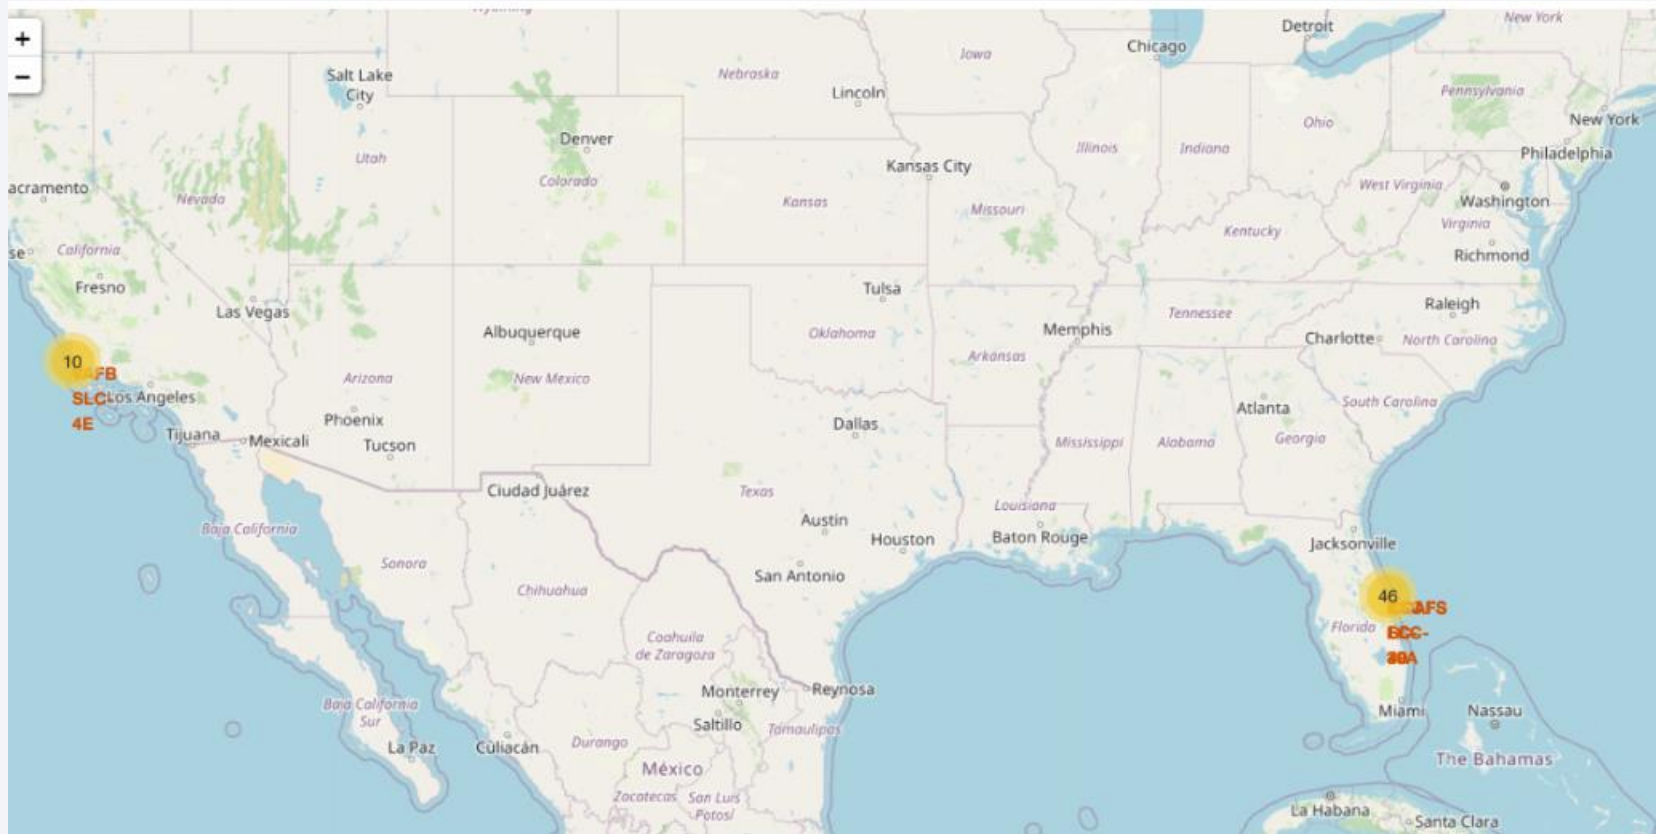 Wyoming
New York
+
Detroit
Chicago
Iowa
Nebraska
Salt Lake
City
−
Lincoln
Pennsylvania
New York
Ohio
Denver
Illinois
Indiana
Philadelphia
Utah
Kansas City
Colorado
West Virginia
acramento
Nevada
Kansas
Missouri
Washington
Virginia
Kentucky
California
se
Richmond
Fresno
Tulsa
Las Vegas
Raleigh
Tennessee
Albuquerque
Oklahoma
Memphis
Charlotte
North Carolina
10
Arkansas
AFB
Arizona
New Mexico
SLC-
Los Angeles
South Carolina
4E
Phoenix
Dallas
Atlanta
Tijuana
Mexicali
Tucson
Mississippi
Alabama
Georgia
Ciudad Juárez
Texas
Louisiana
Baja California
Austin
Houston
Baton Rouge
Jacksonville
Sonora
San Antonio
Chihuahua
46
AFS
Florida
Coahuila
de Zaragoza
Monterrey
Reynosa
Baja California
Sur
Miami
Nassau
Saltillo
Tamaulipas
La Paz
Culiacán
Durango
The Bahamas
México
Zacatecas
San Luis
Potosí
La Habana
Santa Clara